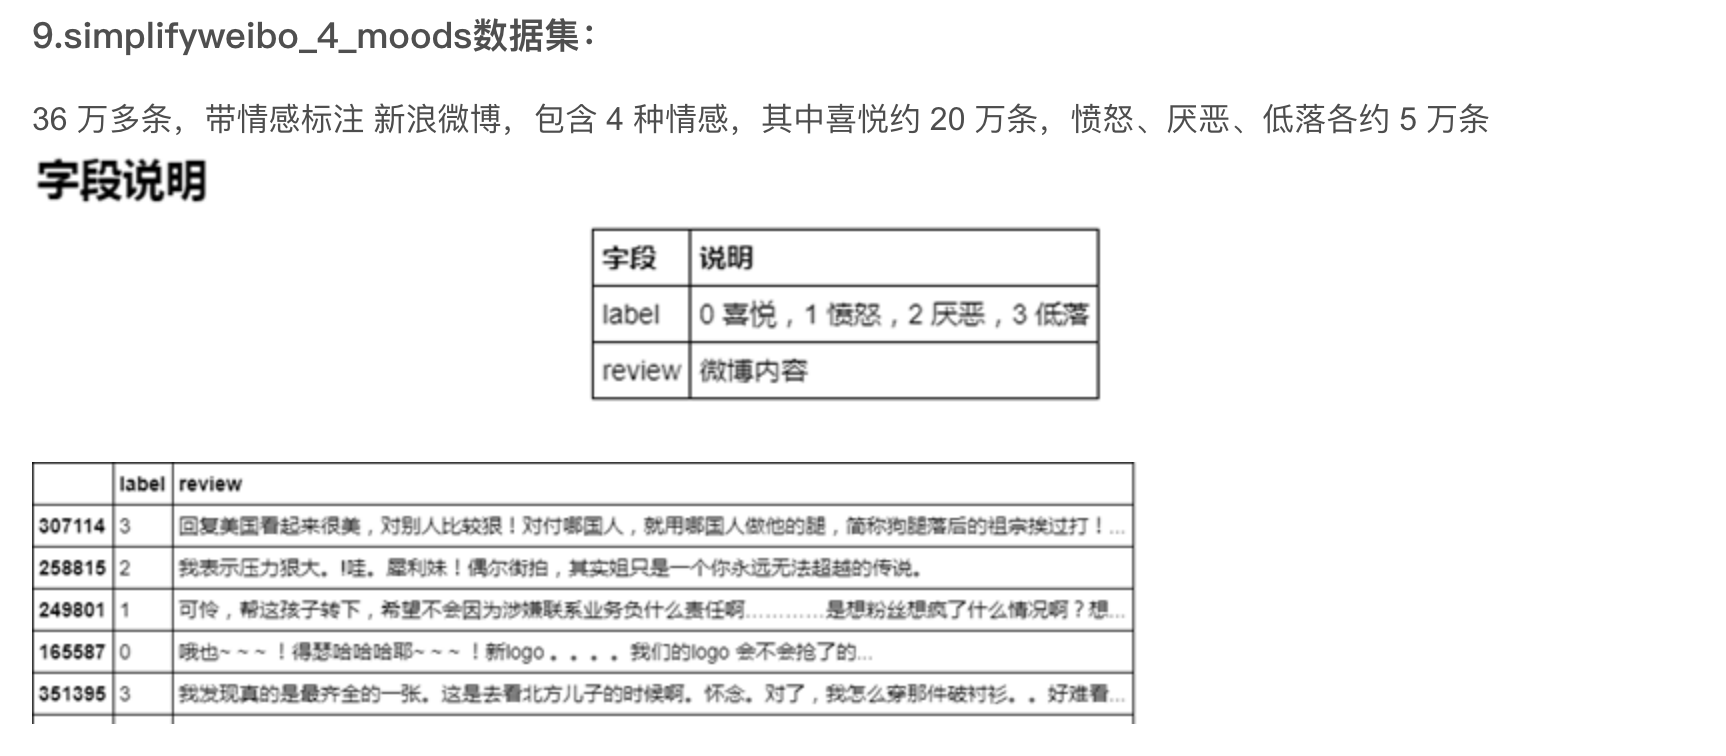 9.simplifyweibo_4_moods数据集：
36 万多条，带情感标注 新浪微博，包含 4 种情感，其中喜悦约 20 万条，愤怒、厌恶、低落各约 5 万条
字段说明
字段 说明
label 0 喜悦，1 愤怒，2 厌恶，3 低落
review 微博内容
label review
307114 3 回复美国看起来很美，对别人比较狠！对付哪国人，就用哪国人做他的腿，简称狗腿落后的祖宗挨过打！...
258815 2 我表示压力狠大。!哇。犀利妹！偶尔街拍，其实姐只是一个你永远无法超越的传说。
249801 1 可怜，帮这孩子转下，希望不会因为涉嫌联系业务负什么责任啊…………是想粉丝想疯了什么情况啊？想...
165587 0 哦也~ ~ ~ ！得瑟哈哈哈耶~ ~ ~ ！新logo 。。。。我们的logo 会不会抢了的...
351395 3 我发现真的是最齐全的一张。这是去看北方儿子的时候啊。怀念。对了，我怎么穿那件破衬衫。。好难看...